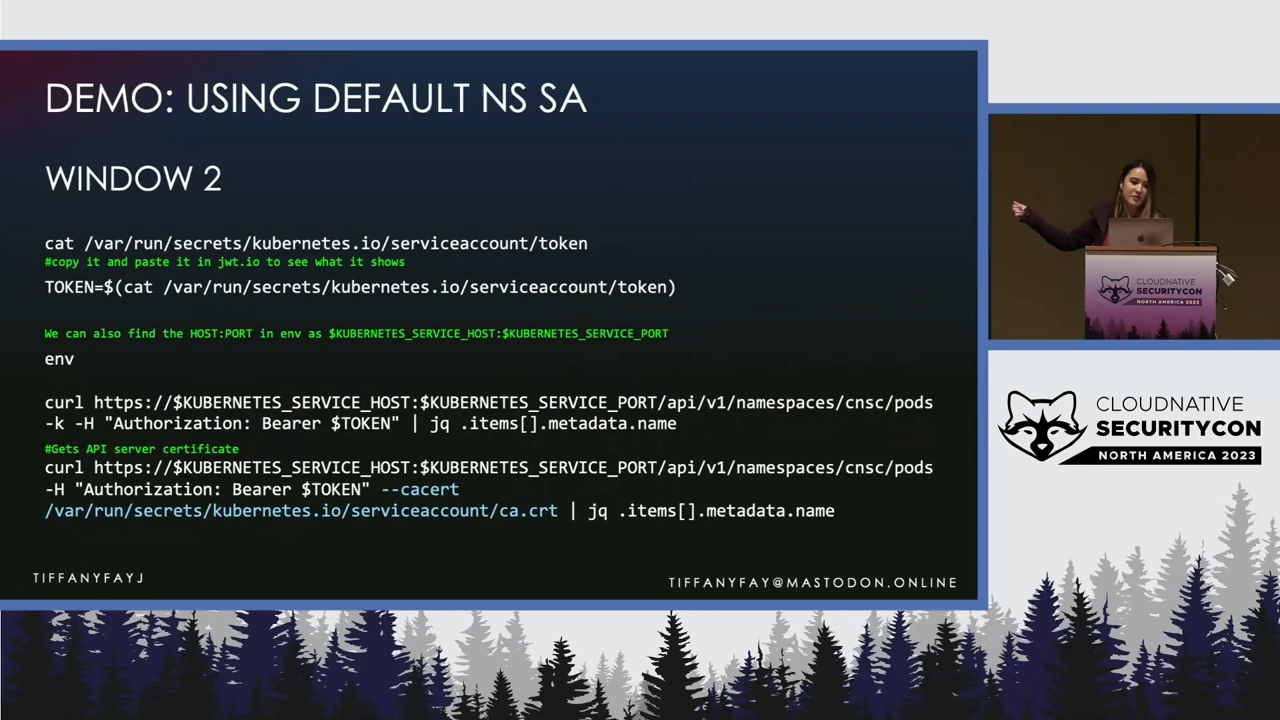 DEMO: USING DEFAULT NS SA
WINDOW 2
cat /var/run/secrets/kubernetes.io/serviceaccount/token
#copy it and paste it in jwt.io to see what it shows
TOKEN=$(cat /var/run/secrets/kubernetes.io/serviceaccount/token)
We can also find the HOST:PORT in env as $KUBERNETES_SERVICE_HOST:$KUBERNETES_SERVICE_PORT
env
curl https://$KUBERNETES_SERVICE_HOST:$KUBERNETES_SERVICE_PORT/api/v1/namespaces/cnsc/pods
-k -H "Authorization: Bearer $TOKEN" | jq .items[].metadata.name
#Gets API server certificate
curl https://$KUBERNETES_SERVICE_HOST:$KUBERNETES_SERVICE_PORT/api/v1/namespaces/cnsc/pods
-H "Authorization: Bearer $TOKEN" --cacert
/var/run/secrets/kubernetes.io/serviceaccount/ca.crt | jq .items[].metadata.name
TIFFANYFAYJ
TIFFANYFAY@MASTODON.ONLINE
CLOUDNATIVE
SECURITYCON
NORTH AMERICA 2023
CLOUDNATIVE
SECURITYCON
NORTH AMERICA 2023